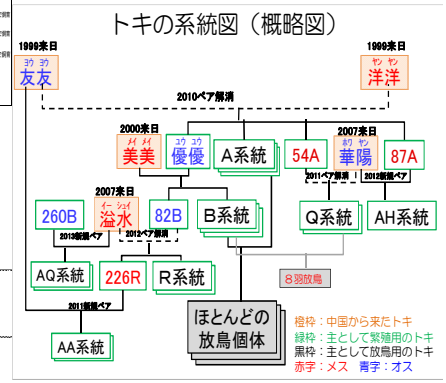 トキの系統図（概略図）
1999来日
ヨウ ヨウ
友友
1999来日
ヤン ヤン
洋洋
2010ペア解消
2000来日
メイ メイ
美美
ユウ ユウ
優優
A系統
54A
2007来日
ホワ ヤン
華陽
87A
2011ペア解消
2012新規ペア
260B
2007来日
イー シュイ
溢水
82B
B系統
Q系統
AH系統
2013新規ペア
2012ペア解消
AQ系統
226R
R系統
8羽放鳥
2011新規ペア
AA系統
ほとんどの
放鳥個体
橙枠：中国から来たトキ
緑枠：主として繁殖用のトキ
黒枠：主として放鳥用のトキ
赤字：メス 青字：オス